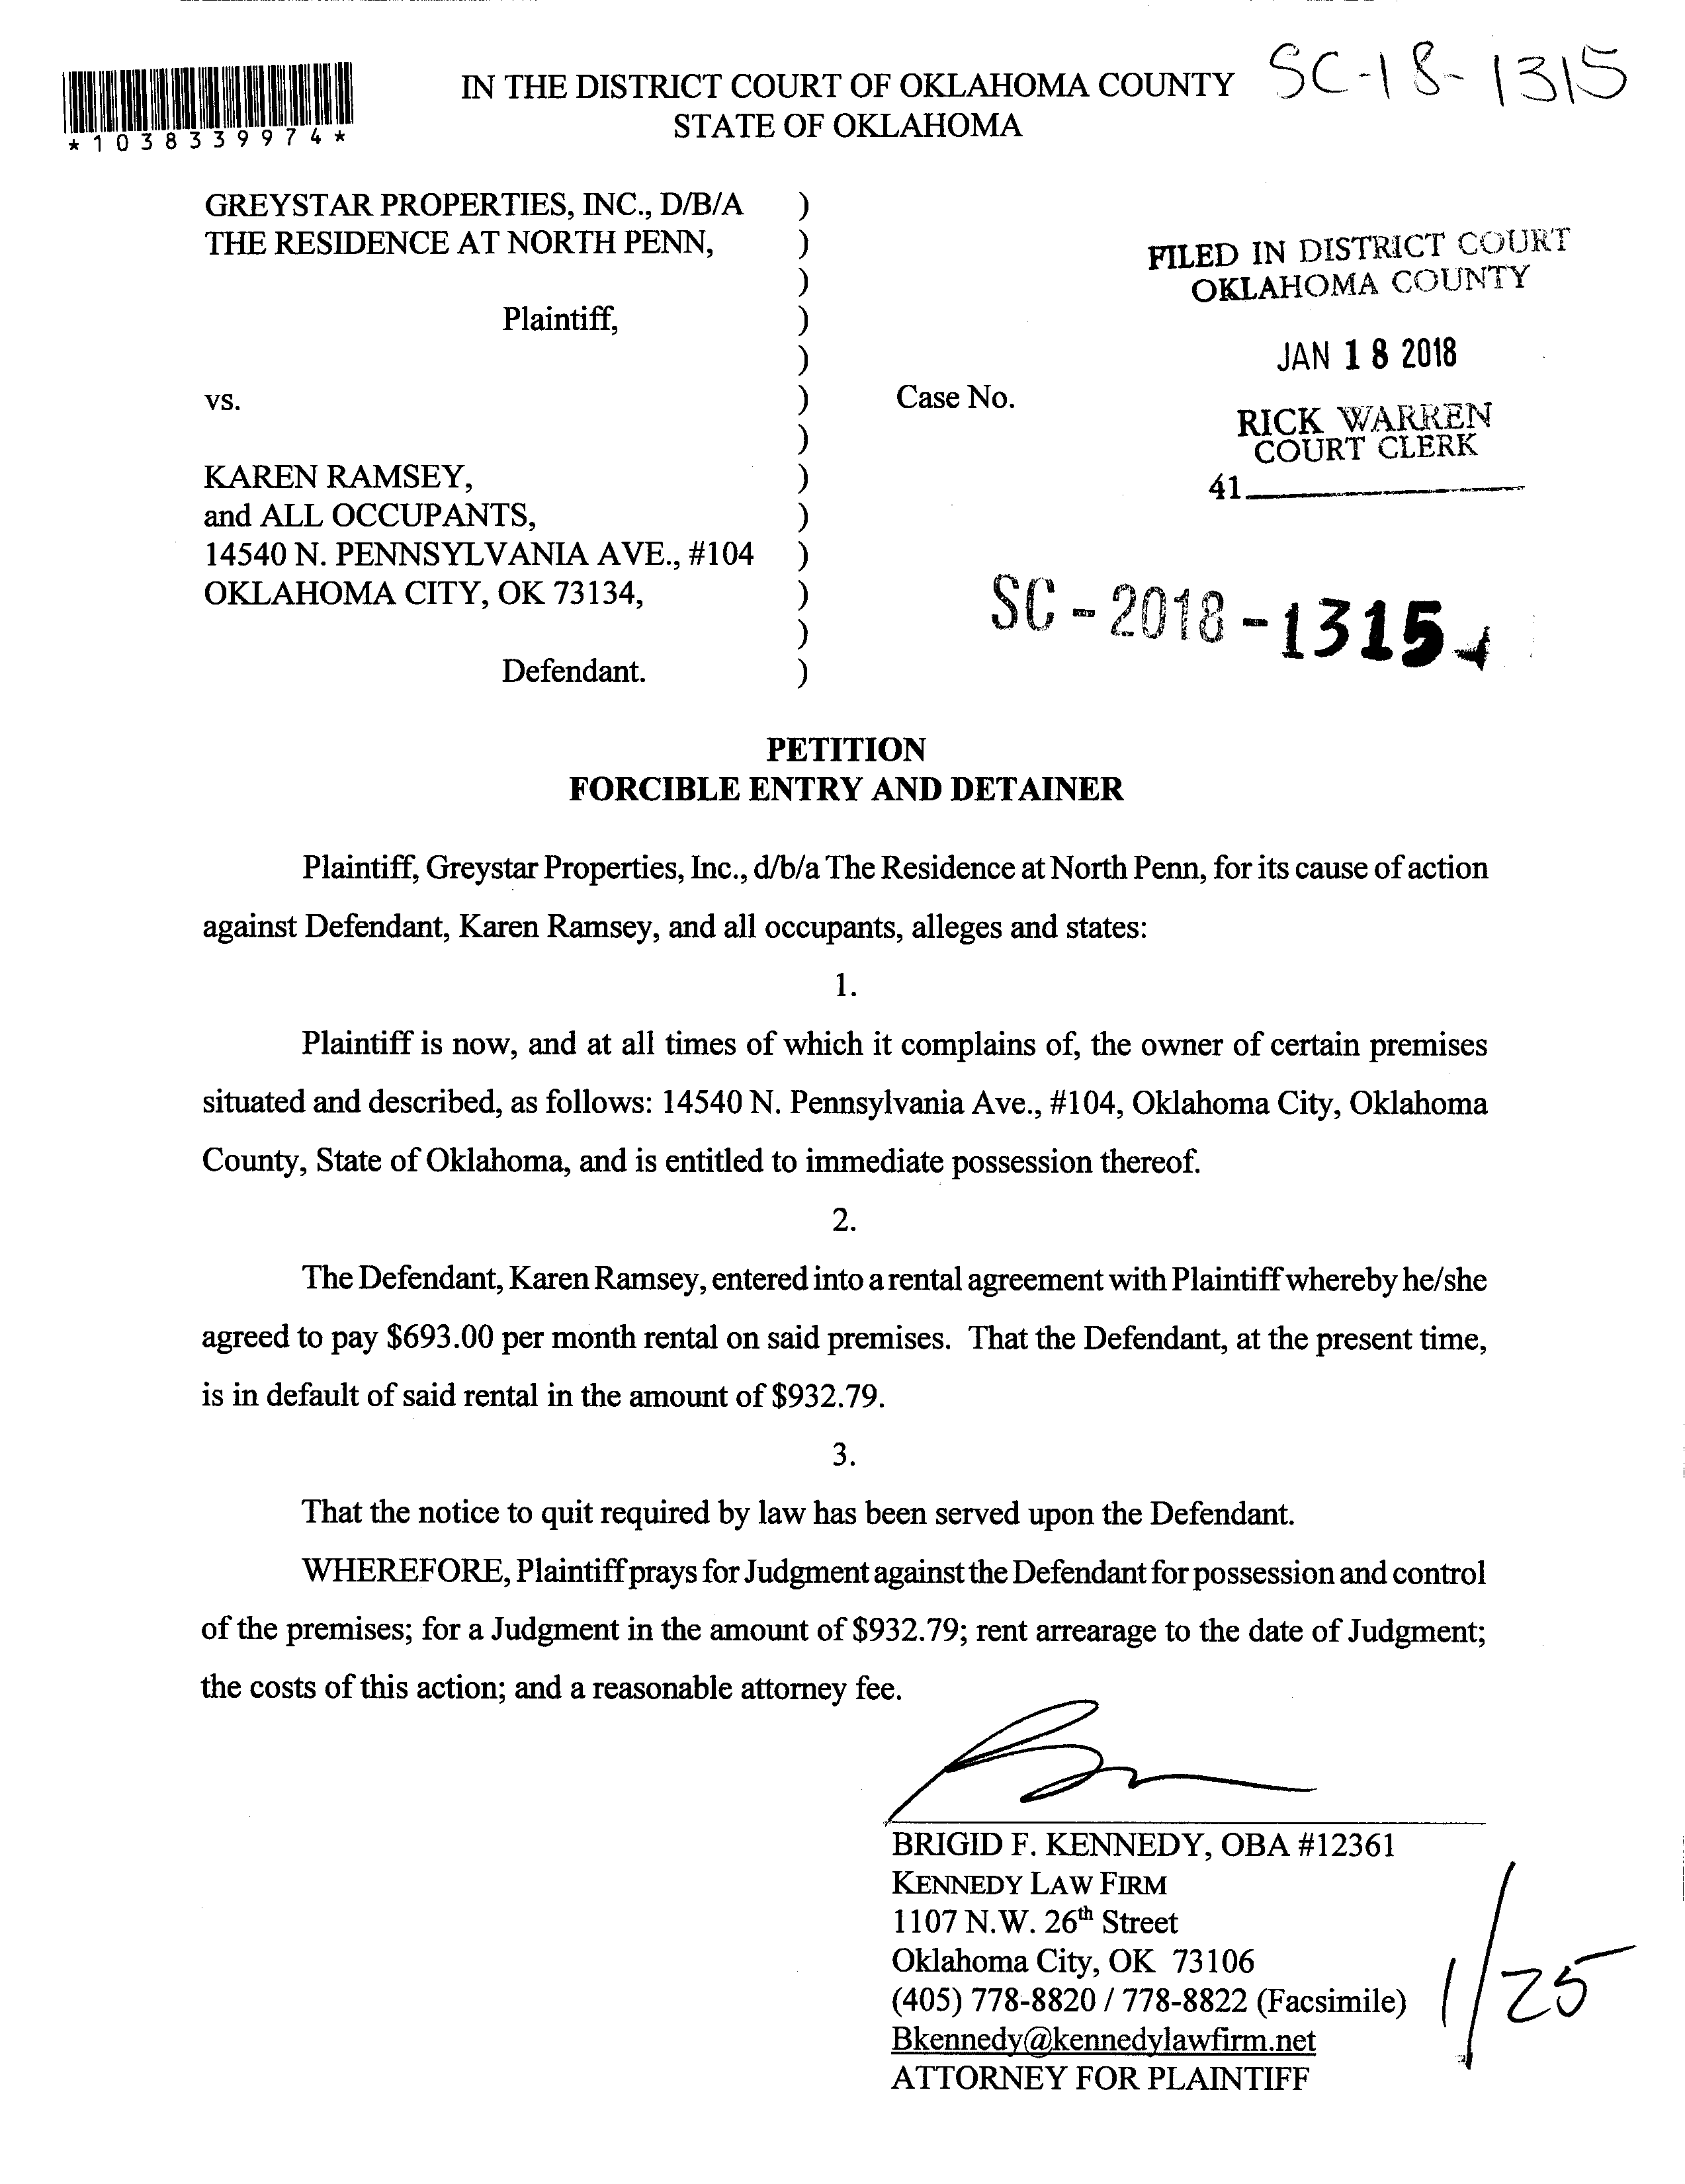 SC-18-1315
*1038339974*
IN THE DISTRICT COURT OF OKLAHOMA COUNTY
STATE OF OKLAHOMA
GREYSTAR PROPERTIES, INC., D/B/A )
THE RESIDENCE AT NORTH PENN, )
)
Plaintiff, )
)
vs. ) Case No.
)
KAREN RAMSEY, )
and ALL OCCUPANTS, )
14540 N. PENNSYLVANIA AVE., #104 )
OKLAHOMA CITY, OK 73134, )
)
Defendant. )
FILED IN DISTRICT COURT
OKLAHOMA COUNTY
JAN 18 2018
RICK WARREN
COURT CLERK
41
SC-2018-1315
PETITION
FORCIBLE ENTRY AND DETAINER
Plaintiff, Greystar Properties, Inc., d/b/a The Residence at North Penn, for its cause of action
against Defendant, Karen Ramsey, and all occupants, alleges and states:
1.
Plaintiff is now, and at all times of which it complains of, the owner of certain premises
situated and described, as follows: 14540 N. Pennsylvania Ave., #104, Oklahoma City, Oklahoma
County, State of Oklahoma, and is entitled to immediate possession thereof.
2.
The Defendant, Karen Ramsey, entered into a rental agreement with Plaintiff whereby he/she
agreed to pay $693.00 per month rental on said premises. That the Defendant, at the present time,
is in default of said rental in the amount of $932.79.
3.
That the notice to quit required by law has been served upon the Defendant.
WHEREFORE, Plaintiff prays for Judgment against the Defendant for possession and control
of the premises; for a Judgment in the amount of $932.79; rent arrearage to the date of Judgment;
the costs of this action; and a reasonable attorney fee.
BRIGID F. KENNEDY, OBA #12361
KENNEDY LAW FIRM
1107 N.W. 26th Street
Oklahoma City, OK 73106
(405) 778-8820 / 778-8822 (Facsimile)
Bkennedy@kennedylawfirm.net
ATTORNEY FOR PLAINTIFF
1/25